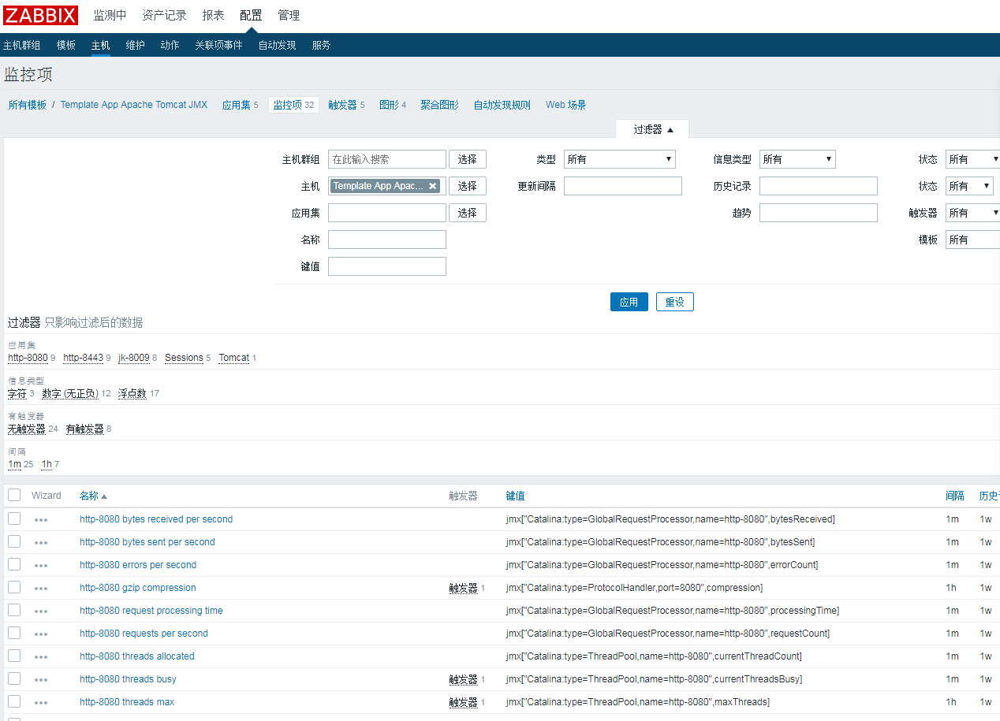 ZABBIX 监测中 资产记录 报表 配置 管理
主机群组 模板 主机 维护 动作 关联项事件 自动发现 服务
监控项
所有模板 / Template App Apache Tomcat JMX 应用集 5 监控项 32 触发器 5 图形 4 聚合图形 自动发现规则 Web 场景
过滤器 ▲
主机群组 在此输入搜索 选择 类型 所有 信息类型 所有 状态 所有
主机 Template App Apac... 选择 更新间隔 历史记录 状态 所有
应用集 选择 趋势 触发器 所有
名称 模板 所有
键值
应用 重设
过滤器 只影响过滤后的数据
应用集
http-8080 9 http-8443 9 jk-8009 8 Sessions 5 Tomcat 1
信息类型
字符 3 数字 (无正负) 12 浮点数 17
有触发器
无触发器 24 有触发器 8
间隔
1m 25 1h 7
Wizard 名称 ▲ 触发器 键值 间隔 历史
http-8080 bytes received per second jmx["Catalina:type=GlobalRequestProcessor,name=http-8080",bytesReceived] 1m 1w
http-8080 bytes sent per second jmx["Catalina:type=GlobalRequestProcessor,name=http-8080",bytesSent] 1m 1w
http-8080 errors per second jmx["Catalina:type=GlobalRequestProcessor,name=http-8080",errorCount] 1m 1w
http-8080 gzip compression 触发器 1 jmx["Catalina:type=ProtocolHandler,port=8080",compression] 1h 1w
http-8080 request processing time jmx["Catalina:type=GlobalRequestProcessor,name=http-8080",processingTime] 1m 1w
http-8080 requests per second jmx["Catalina:type=GlobalRequestProcessor,name=http-8080",requestCount] 1m 1w
http-8080 threads allocated jmx["Catalina:type=ThreadPool,name=http-8080",currentThreadCount] 1m 1w
http-8080 threads busy 触发器 1 jmx["Catalina:type=ThreadPool,name=http-8080",currentThreadsBusy] 1m 1w
http-8080 threads max 触发器 1 jmx["Catalina:type=ThreadPool,name=http-8080",maxThreads] 1h 1w